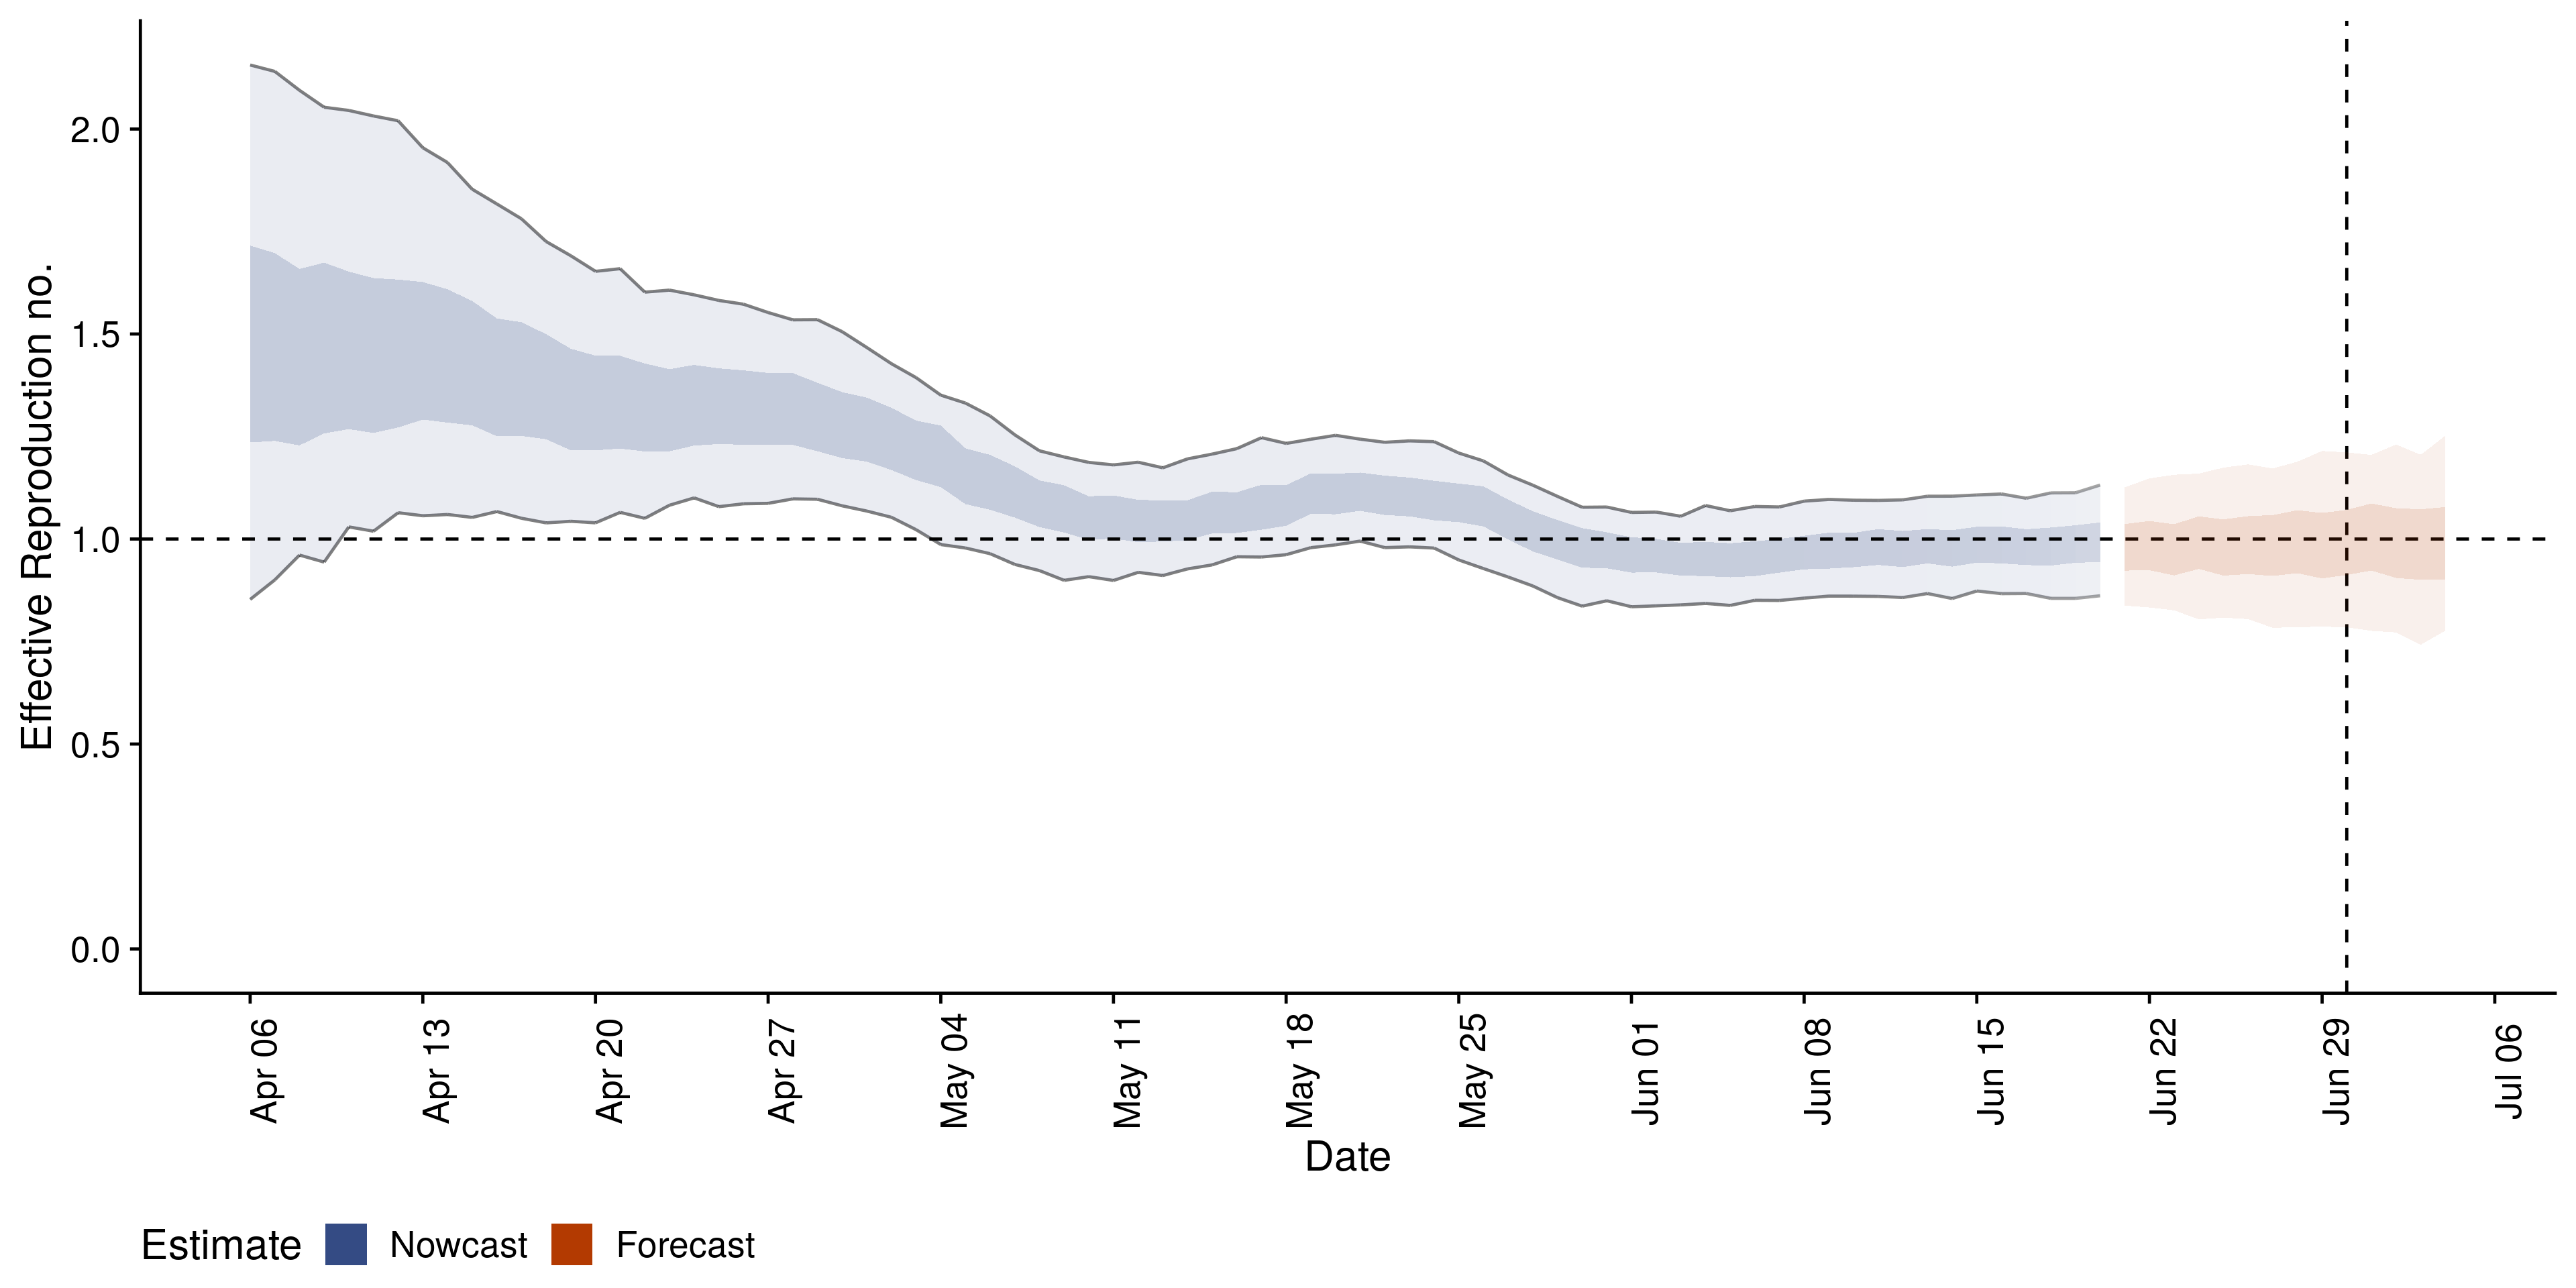 Effective Reproduction no.
2.0
1.5
1.0
0.5
0.0
Apr 06
Apr 13
Apr 20
Apr 27
May 04
May 11
May 18
May 25
Jun 01
Jun 08
Jun 15
Jun 22
Jun 29
Jul 06
Date
Estimate Nowcast Forecast